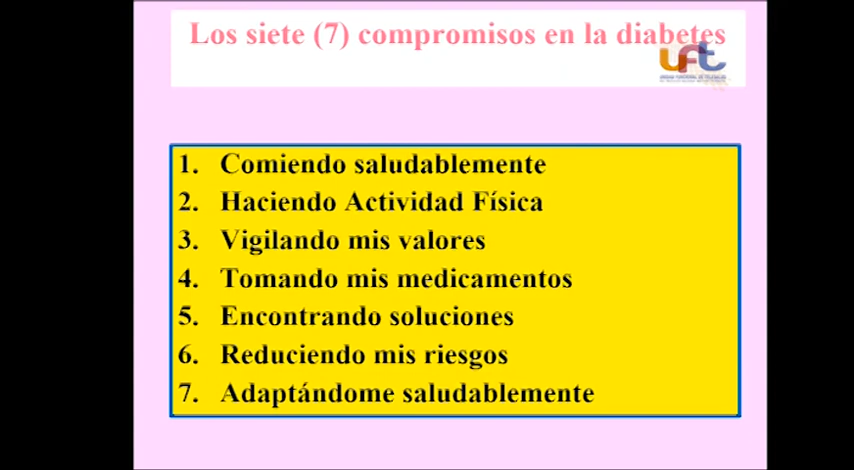 Los siete (7) compromisos en la diabetes
uft
1. Comiendo saludablemente
2. Haciendo Actividad Física
3. Vigilando mis valores
4. Tomando mis medicamentos
5. Encontrando soluciones
6. Reduciendo mis riesgos
7. Adaptándome saludablemente